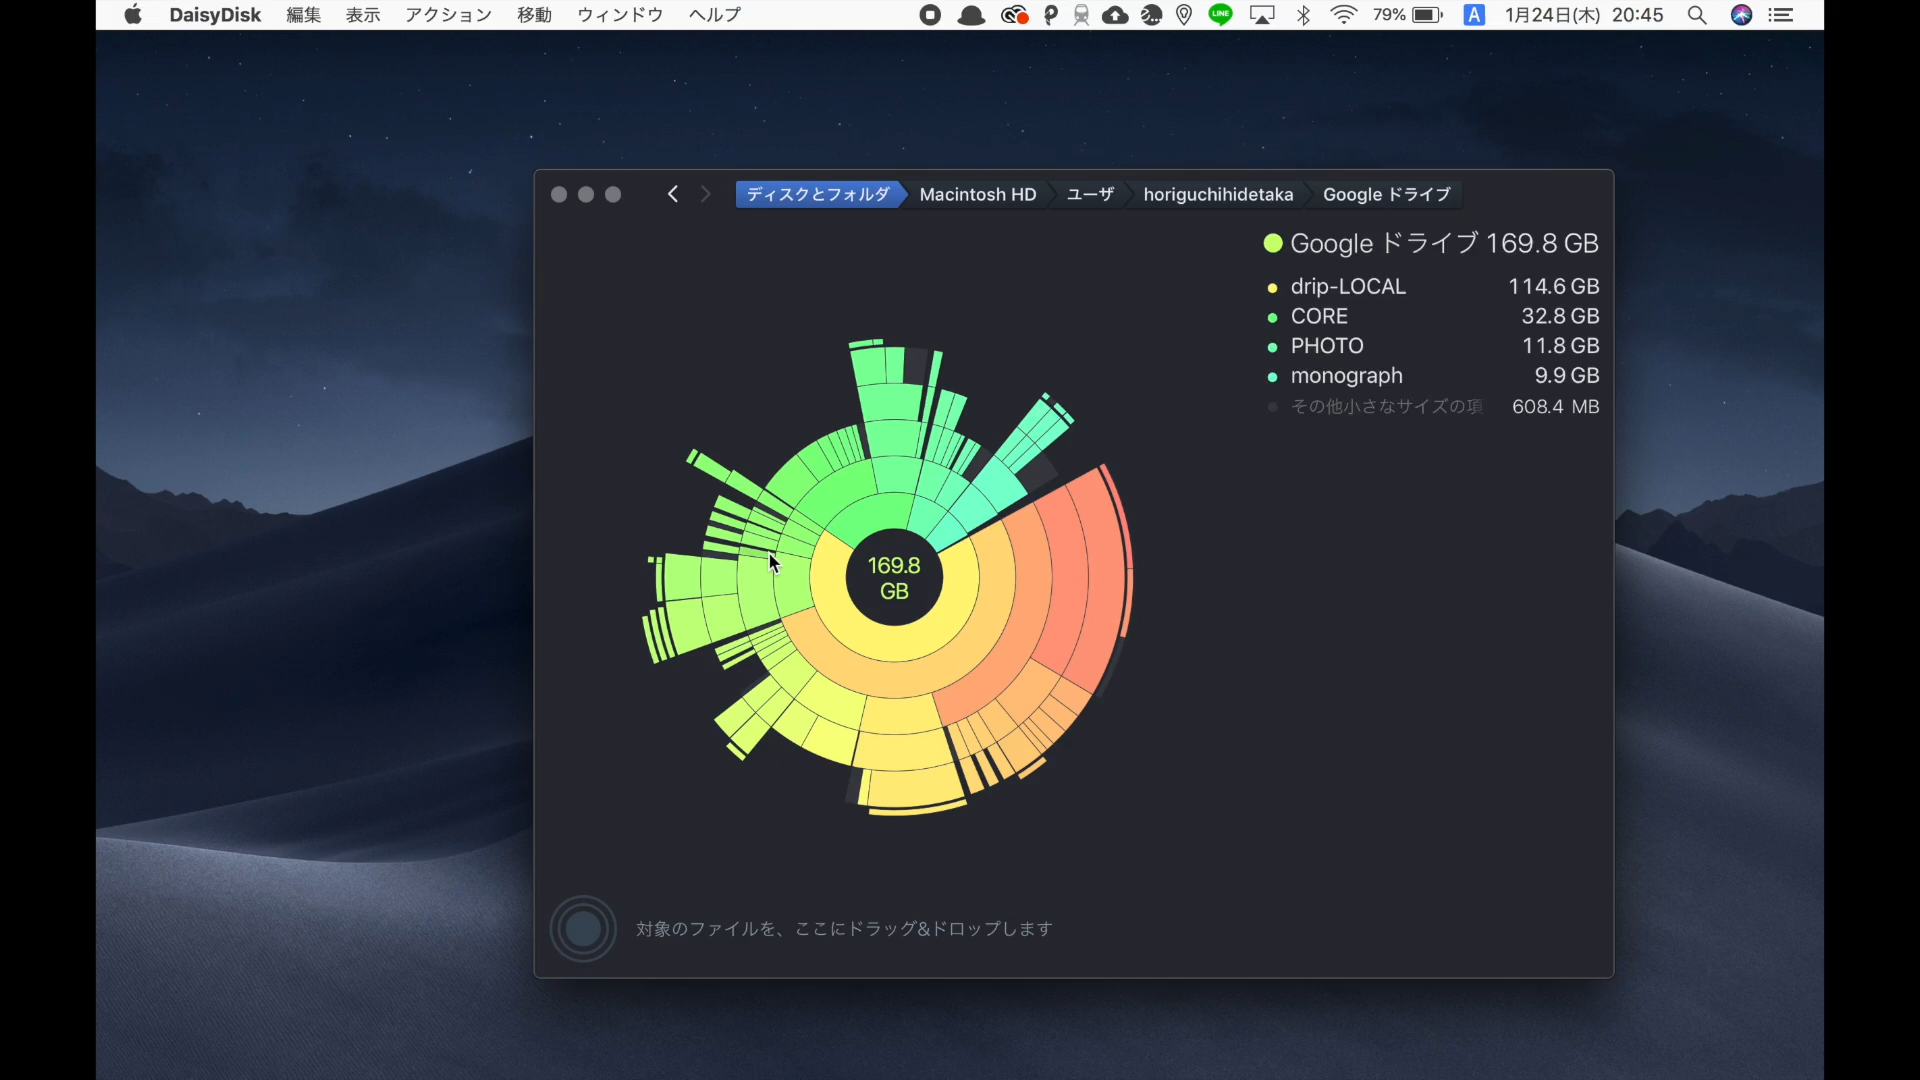 DaisyDisk 編集 表示 アクション 移動 ウィンドウ ヘルプ LINE 79% A 1月24日(木) 20:45
ディスクとフォルダ Macintosh HD ユーザ horiguchihidetaka Google ドライブ
Google ドライブ 169.8 GB
drip-LOCAL 114.6 GB
CORE 32.8 GB
PHOTO 11.8 GB
monograph 9.9 GB
その他小さなサイズの項 608.4 MB
169.8
GB
対象のファイルを、ここにドラッグ&ドロップします